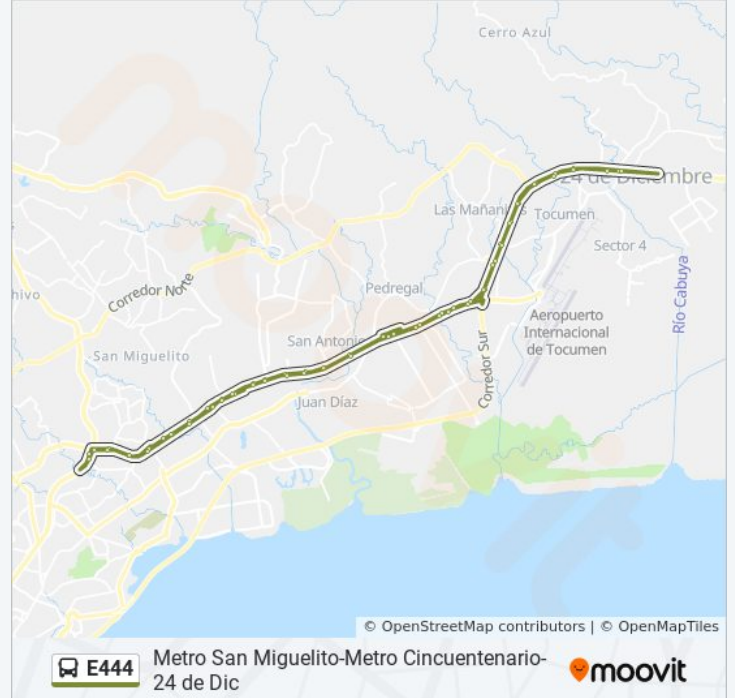 Cerro Azul
24 de Diciembre
Las Mañanitas
Tocumen
Sector 4
Río Cabuya
Pedregal
Corredor Norte
Aeropuerto
Internacional
de Tocumen
San Antonio
San Miguelito
Corredor Sur
Juan Díaz
© OpenStreetMap contributors | © OpenMapTiles
E444
Metro San Miguelito-Metro Cincuentenario-
24 de Dic
moovit